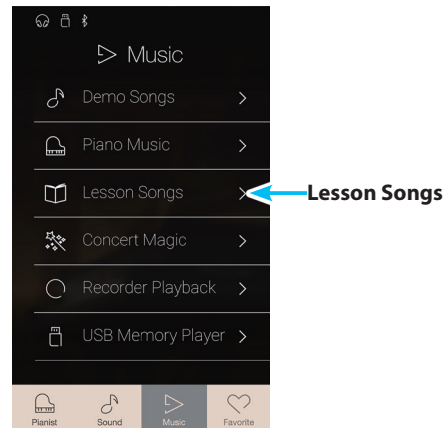 Music
Demo Songs
Piano Music
Lesson Songs
Lesson Songs
Concert Magic
Recorder Playback
USB Memory Player
Pianist Sound Music Favorite